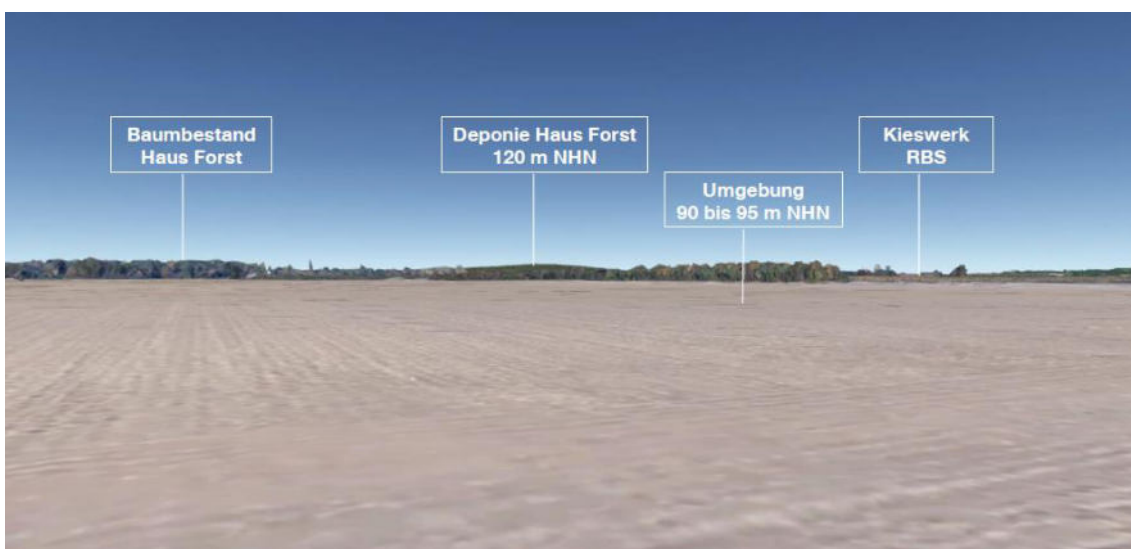 Baumbestand
Haus Forst
Deponie Haus Forst
120 m NHN
Umgebung
90 bis 95 m NHN
Kieswerk
RBS